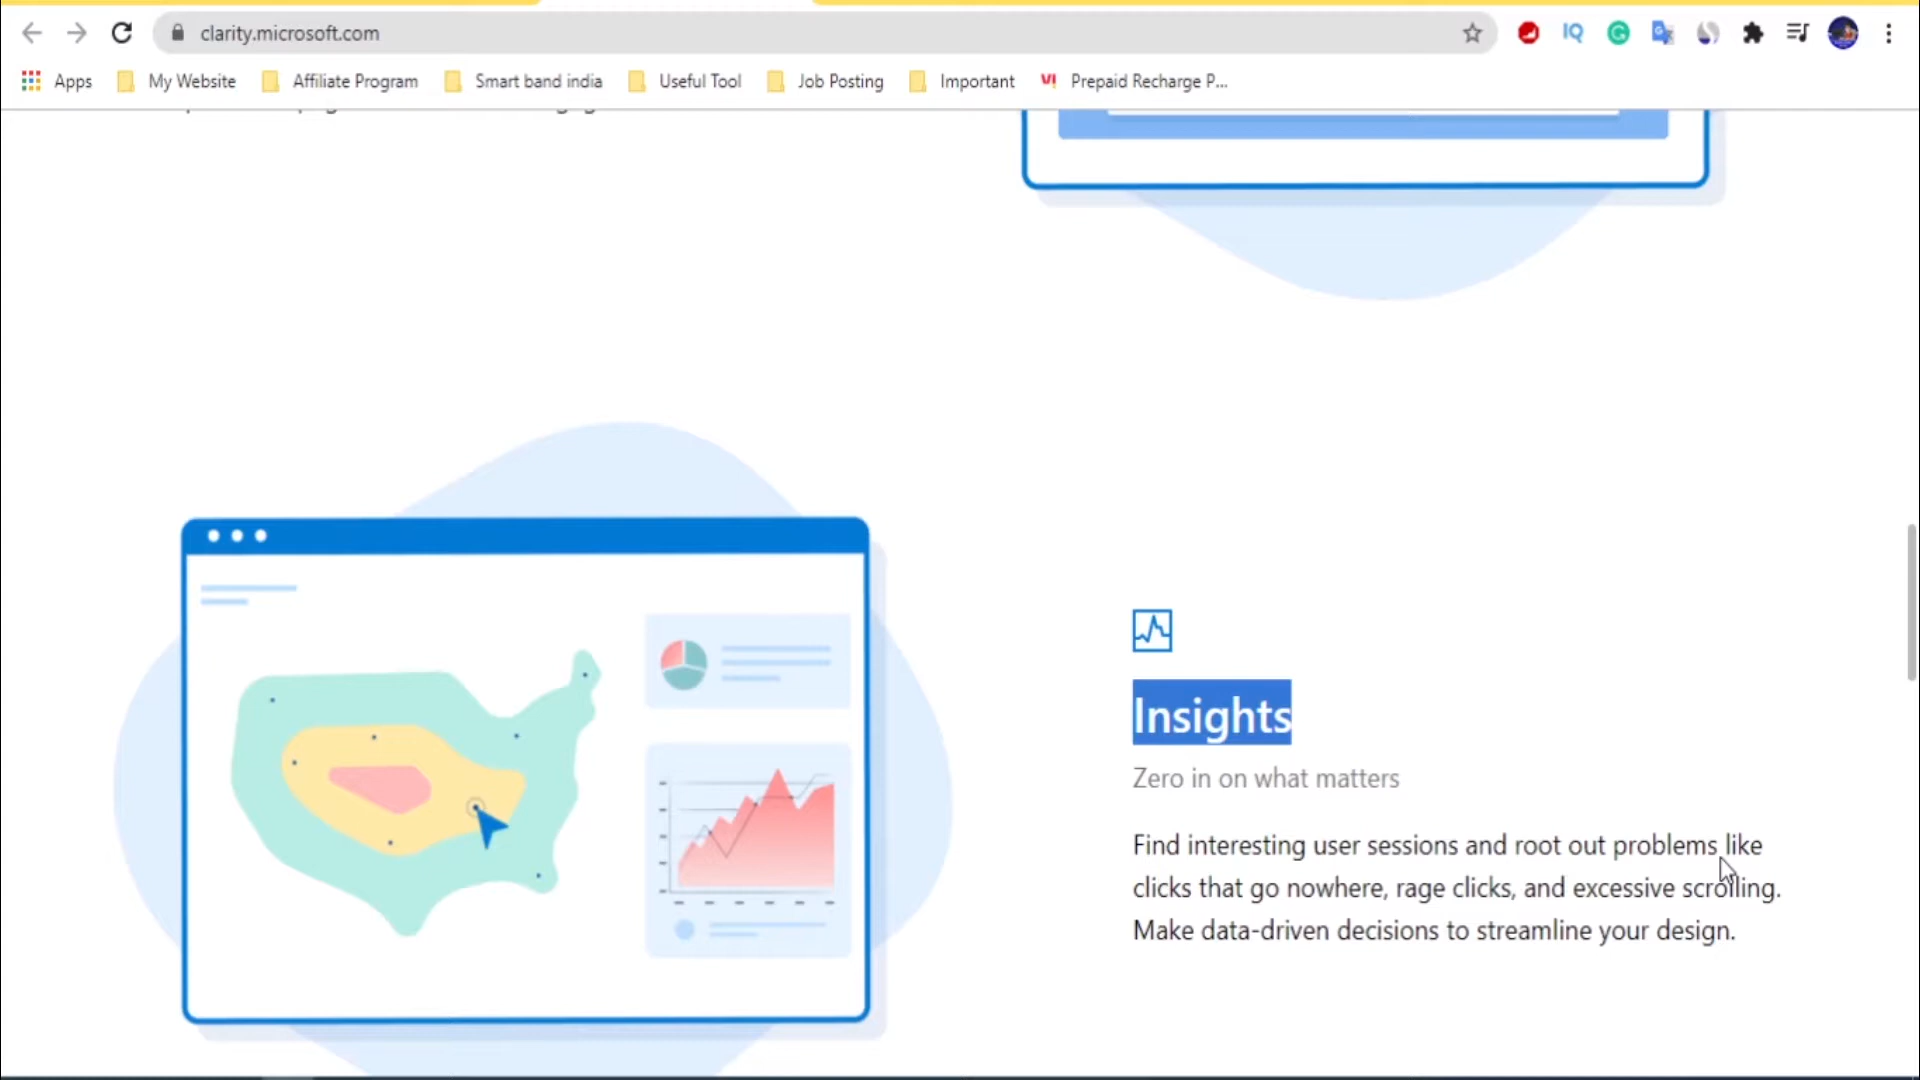 clarity.microsoft.com
Apps My Website Affiliate Program Smart band india Useful Tool Job Posting Important Prepaid Recharge P...
Insights
Zero in on what matters
Find interesting user sessions and root out problems like
clicks that go nowhere, rage clicks, and excessive scrolling.
Make data-driven decisions to streamline your design.